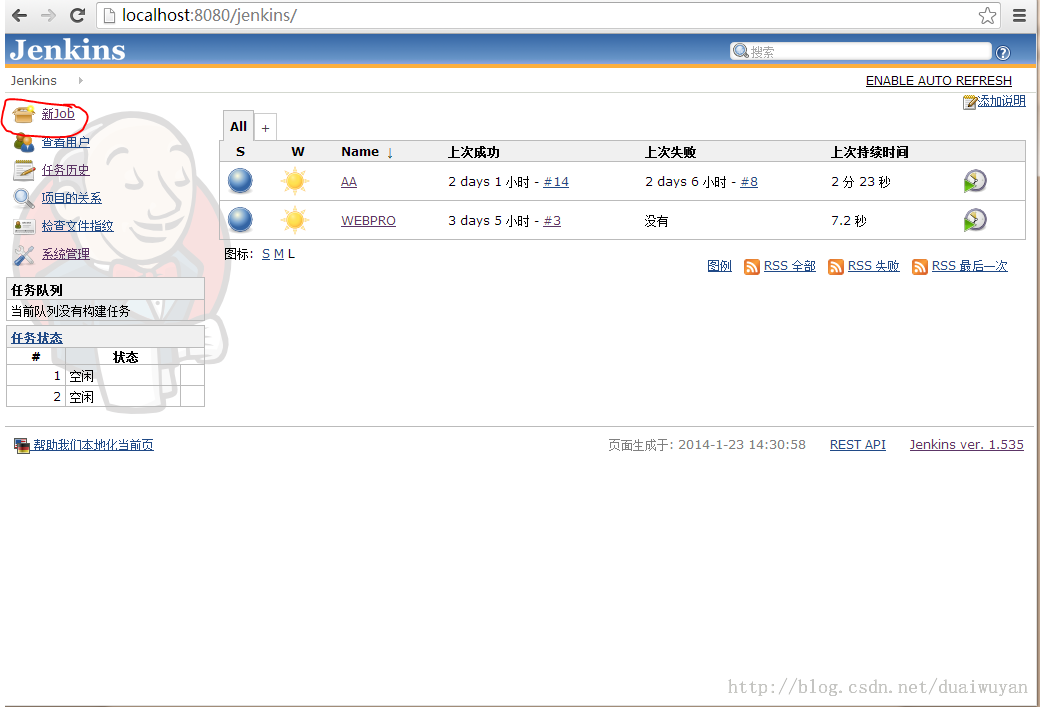 localhost:8080/jenkins/
Jenkins
搜索
Jenkins
ENABLE AUTO REFRESH
添加说明
新Job
查看用户
任务历史
项目的关系
检查文件指纹
系统管理
All +
S W Name ↓ 上次成功 上次失败 上次持续时间
AA 2 days 1 小时 - #14 2 days 6 小时 - #8 2 分 23 秒
WEBPRO 3 days 5 小时 - #3 没有 7.2 秒
图标: S M L
图例 RSS 全部 RSS 失败 RSS 最后一次
任务队列
当前队列没有构建任务
任务状态
# 状态
1 空闲
2 空闲
帮助我们本地化当前页
页面生成于: 2014-1-23 14:30:58 REST API Jenkins ver. 1.535
http://blog.csdn.net/duaiwuyan